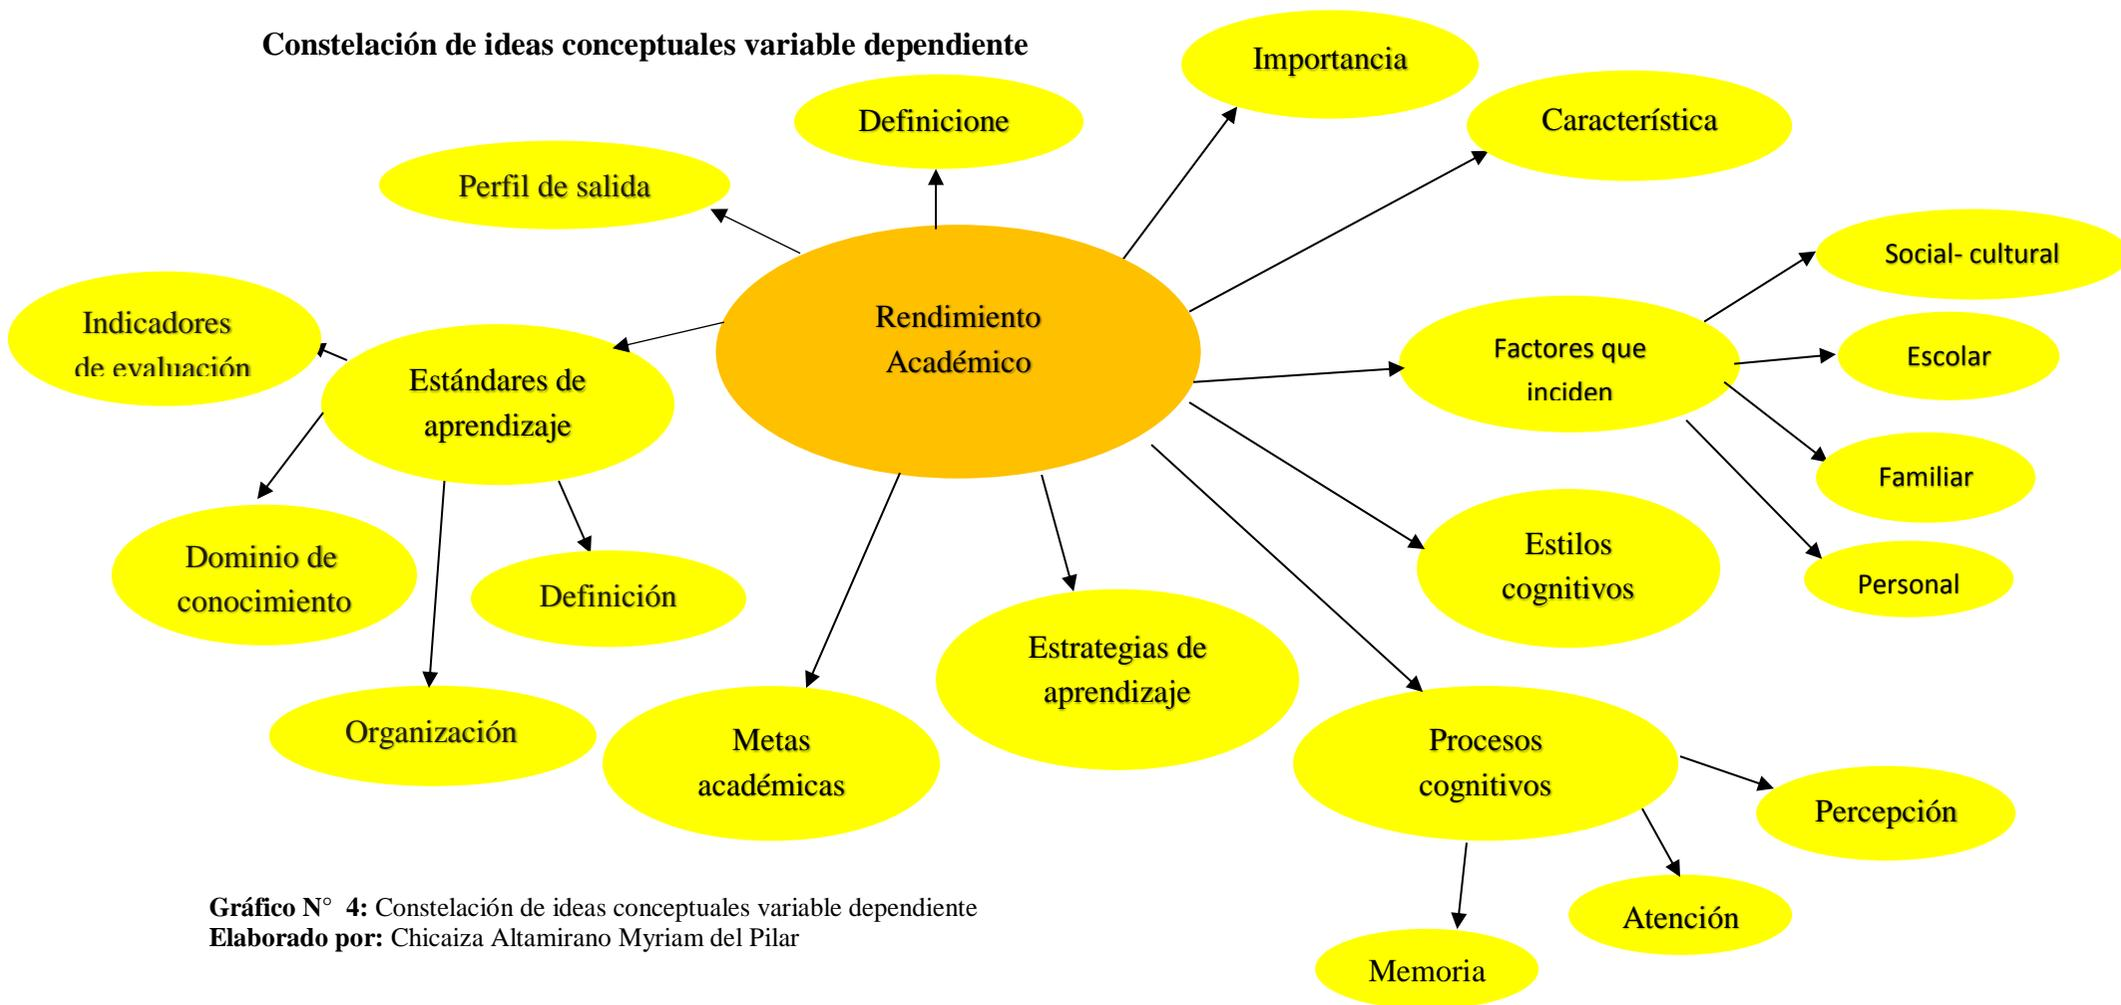 Constelación de ideas conceptuales variable dependiente
Importancia
Definicione
Característica
Perfil de salida
Social- cultural
Indicadores
de evaluación
Rendimiento
Académico
Factores que
inciden
Escolar
Estándares de
aprendizaje
Familiar
Dominio de
conocimiento
Definición
Estilos
cognitivos
Personal
Estrategias de
aprendizaje
Organización
Metas
académicas
Procesos
cognitivos
Percepción
Atención
Memoria
Gráfico N° 4: Constelación de ideas conceptuales variable dependiente
Elaborado por: Chicaiza Altamirano Myriam del Pilar